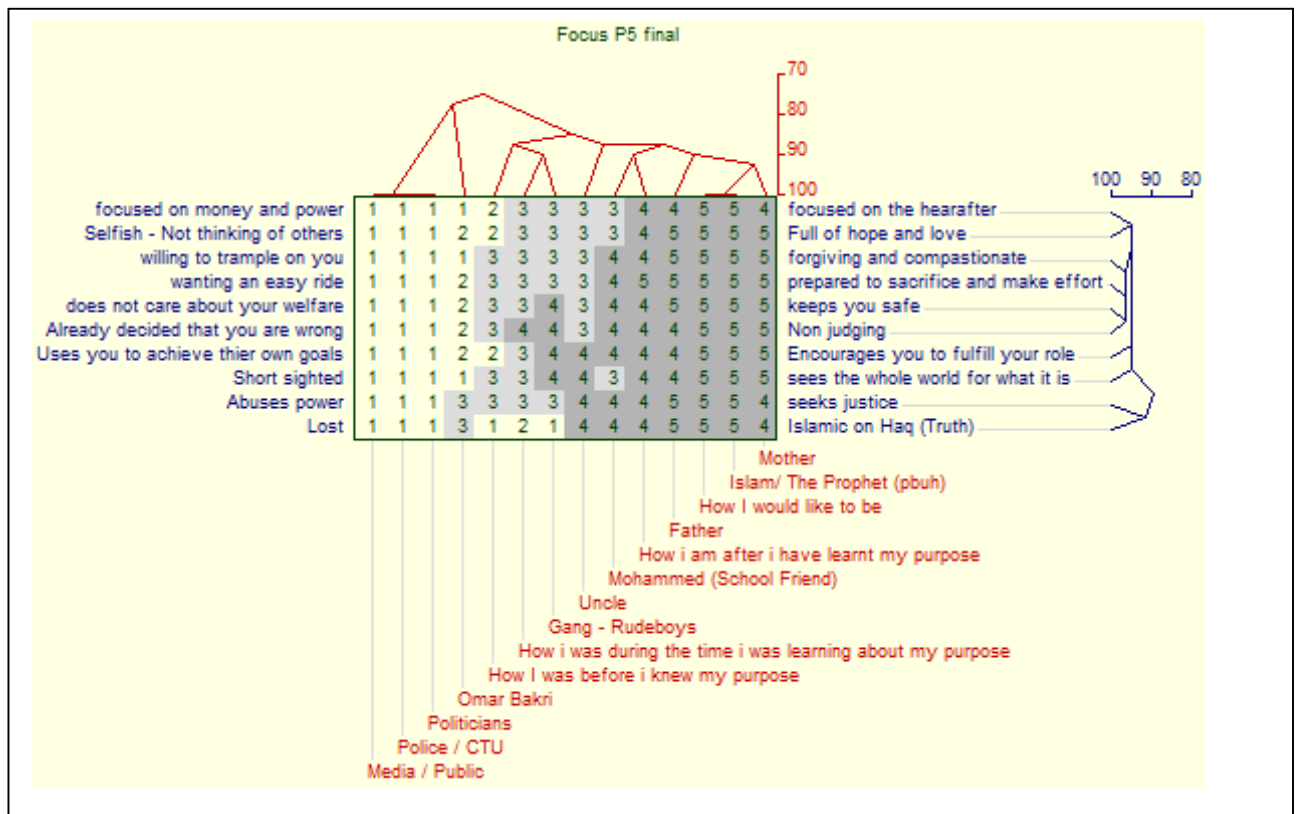 Focus P5 final
70
80
90
100
100 90 80
focused on money and power 1 1 1 1 2 3 3 3 3 4 4 5 5 4 focused on the hearafter
Selfish - Not thinking of others 1 1 1 2 2 3 3 3 3 4 5 5 5 5 Full of hope and love
willing to trample on you 1 1 1 1 3 3 3 3 4 4 5 5 5 5 forgiving and compastionate
wanting an easy ride 1 1 1 2 3 3 3 3 4 5 5 5 5 5 prepared to sacrifice and make effort
does not care about your welfare 1 1 1 2 3 3 4 3 4 4 5 5 5 5 keeps you safe
Already decided that you are wrong 1 1 1 2 3 4 4 3 4 4 4 5 5 5 Non judging
Uses you to achieve thier own goals 1 1 1 2 2 3 4 4 4 4 4 5 5 5 Encourages you to fulfill your role
Short sighted 1 1 1 1 3 3 4 4 3 4 4 5 5 5 sees the whole world for what it is
Abuses power 1 1 1 3 3 3 3 4 4 4 5 5 5 4 seeks justice
Lost 1 1 1 3 1 2 1 4 4 4 5 5 5 4 Islamic on Haq (Truth)
Mother
Islam/ The Prophet (pbuh)
How I would like to be
Father
How i am after i have learnt my purpose
Mohammed (School Friend)
Uncle
Gang - Rudeboys
How i was during the time i was learning about my purpose
How I was before i knew my purpose
Omar Bakri
Politicians
Police / CTU
Media / Public